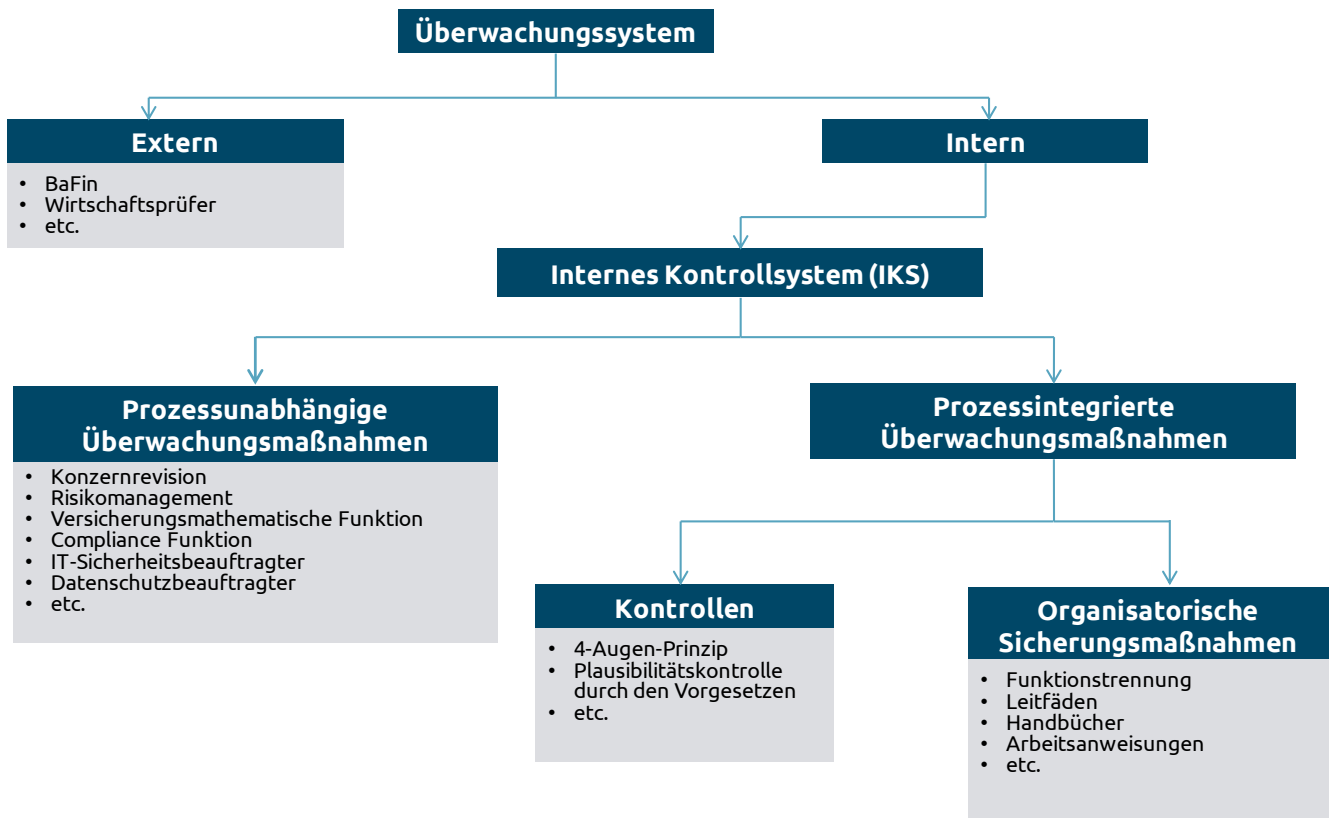 Überwachungssystem
Extern
• BaFin
• Wirtschaftsprüfer
• etc.
Intern
Internes Kontrollsystem (IKS)
Prozessunabhängige
Überwachungsmaßnahmen
• Konzernrevision
• Risikomanagement
• Versicherungsmathematische Funktion
• Compliance Funktion
• IT-Sicherheitsbeauftragter
• Datenschutzbeauftragter
• etc.
Prozessintegrierte
Überwachungsmaßnahmen
Kontrollen
• 4-Augen-Prinzip
• Plausibilitätskontrolle
durch den Vorgesetzen
• etc.
Organisatorische
Sicherungsmaßnahmen
• Funktionstrennung
• Leitfäden
• Handbücher
• Arbeitsanweisungen
• etc.